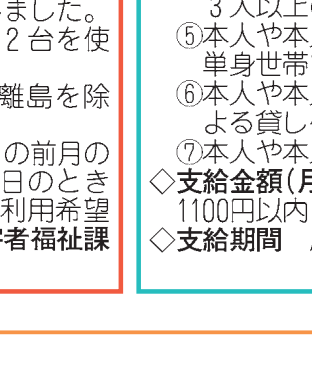 ました。
２台を使
離島を除
の前月の
日のとき
利用希望
者福祉課
３人以上
⑤本人や本
単身世帯
⑥本人や本
よる貸し
⑦本人や本
◇支給金額（月
1100円以内
◇支給期間